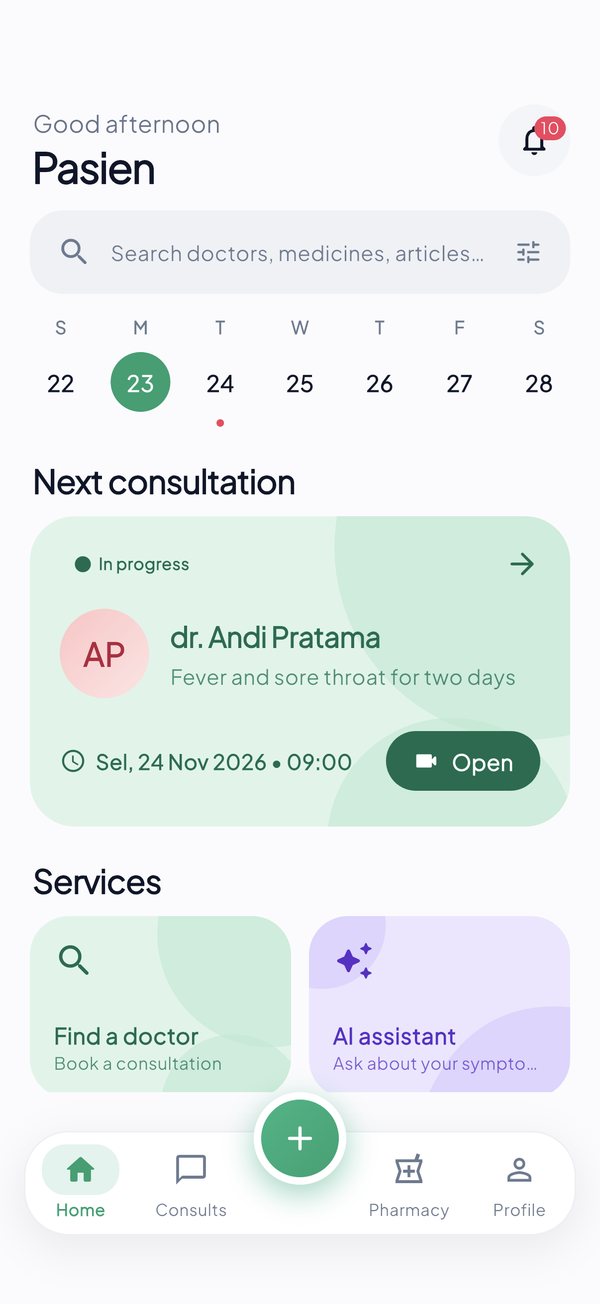 Good afternoon
Pasien
10
Search doctors, medicines, articles...
S M T W T F S
22 23 24 25 26 27 28
Next consultation
In progress
AP
dr. Andi Pratama
Fever and sore throat for two days
Sel, 24 Nov 2026 • 09:00
Open
Services
Find a doctor
Book a consultation
AI assistant
Ask about your sympto...
Home
Consults
Pharmacy
Profile